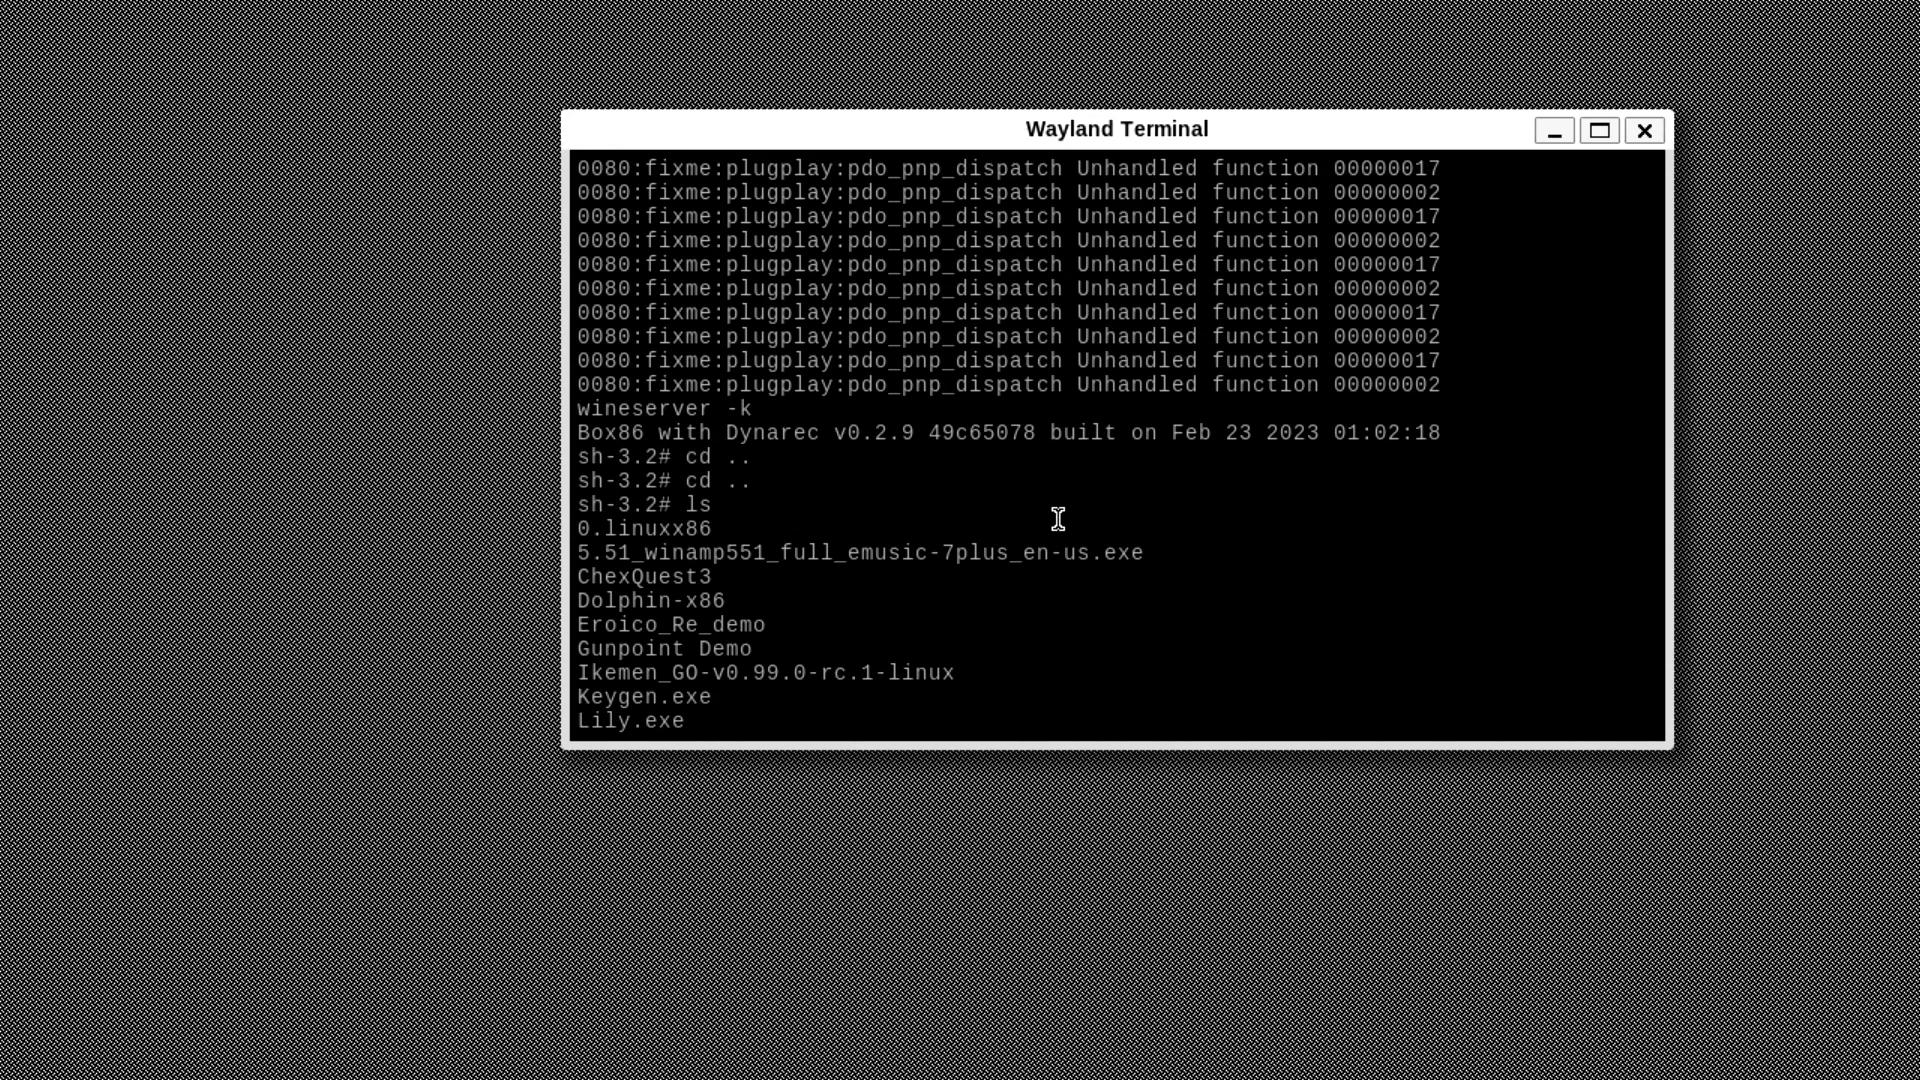 Wayland Terminal
0080:fixme:plugplay:pdo_pnp_dispatch Unhandled function 00000017
0080:fixme:plugplay:pdo_pnp_dispatch Unhandled function 00000002
0080:fixme:plugplay:pdo_pnp_dispatch Unhandled function 00000017
0080:fixme:plugplay:pdo_pnp_dispatch Unhandled function 00000002
0080:fixme:plugplay:pdo_pnp_dispatch Unhandled function 00000017
0080:fixme:plugplay:pdo_pnp_dispatch Unhandled function 00000002
0080:fixme:plugplay:pdo_pnp_dispatch Unhandled function 00000017
0080:fixme:plugplay:pdo_pnp_dispatch Unhandled function 00000002
0080:fixme:plugplay:pdo_pnp_dispatch Unhandled function 00000017
0080:fixme:plugplay:pdo_pnp_dispatch Unhandled function 00000002
wineserver -k
Box86 with Dynarec v0.2.9 49c65078 built on Feb 23 2023 01:02:18
sh-3.2# cd ..
sh-3.2# cd ..
sh-3.2# ls
0.linuxx86
5.51_winamp551_full_emusic-7plus_en-us.exe
ChexQuest3
Dolphin-x86
Eroico_Re_demo
Gunpoint Demo
Ikemen_GO-v0.99.0-rc.1-linux
Keygen.exe
Lily.exe